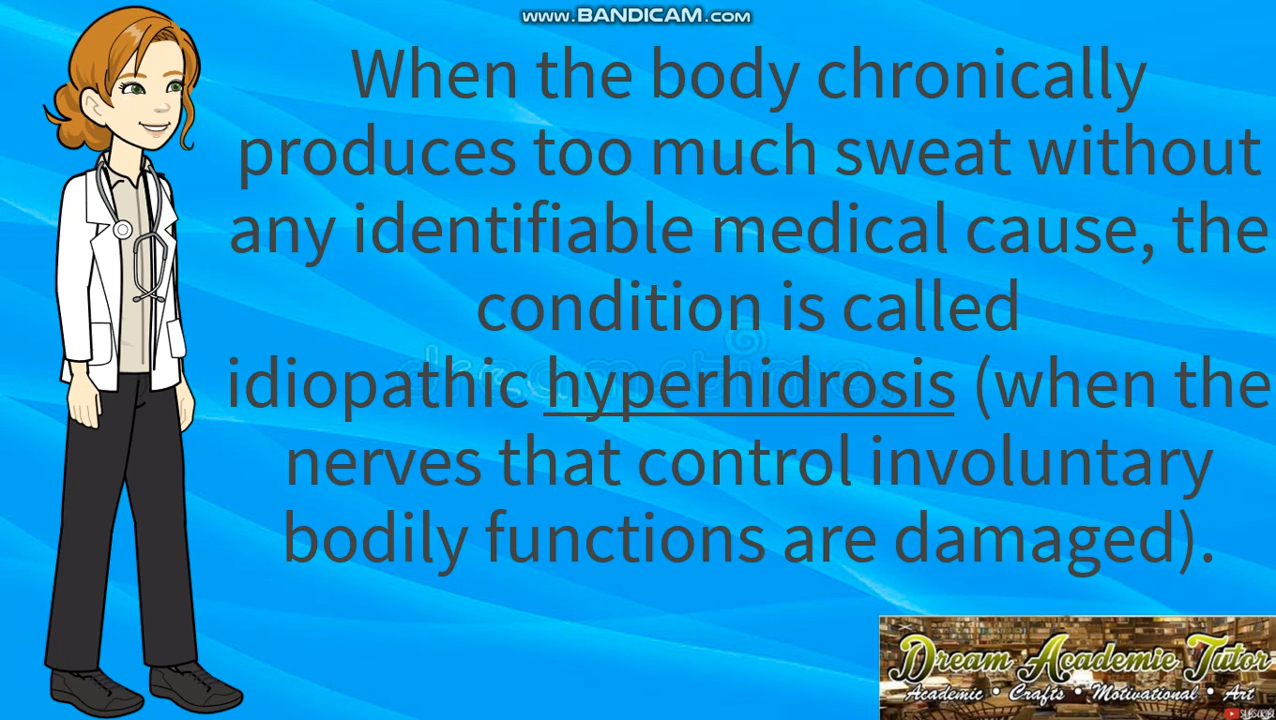 www.BANDICAM.com
When the body chronically
produces too much sweat without
any identifiable medical cause, the
condition is called
idiopathic hyperhidrosis (when the
nerves that control involuntary
bodily functions are damaged).
dreamstime
Dream Academic Tutor
Academic • Crafts • Motivational • Art
SUBSCRIBE